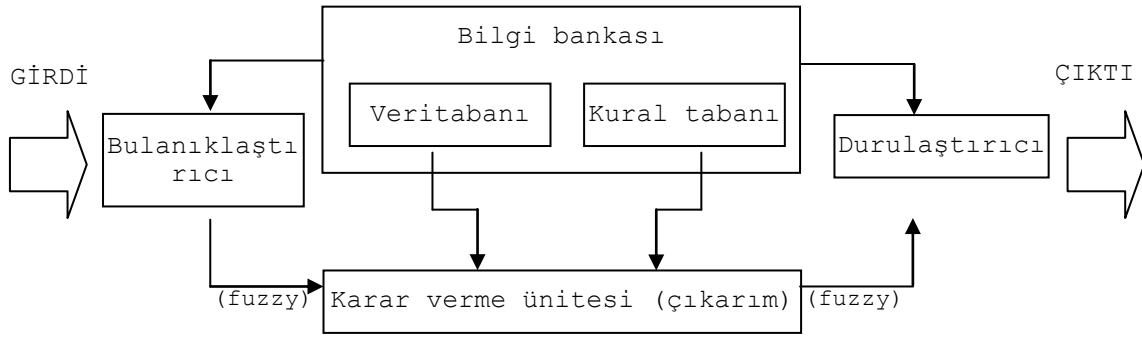 Bilgi bankası
GİRDİ
ÇIKTI
Veritabanı
Kural tabanı
Bulanıklaştı
rıcı
Durulaştırıcı
(fuzzy)
Karar verme ünitesi (çıkarım)
(fuzzy)